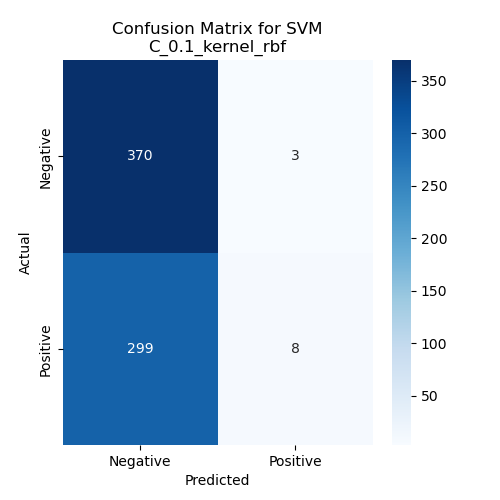 Confusion Matrix for SVM
C_0.1_kernel_rbf
Actual
Negative
Positive
370
3
299
8
Negative
Positive
Predicted
350
300
250
200
150
100
50